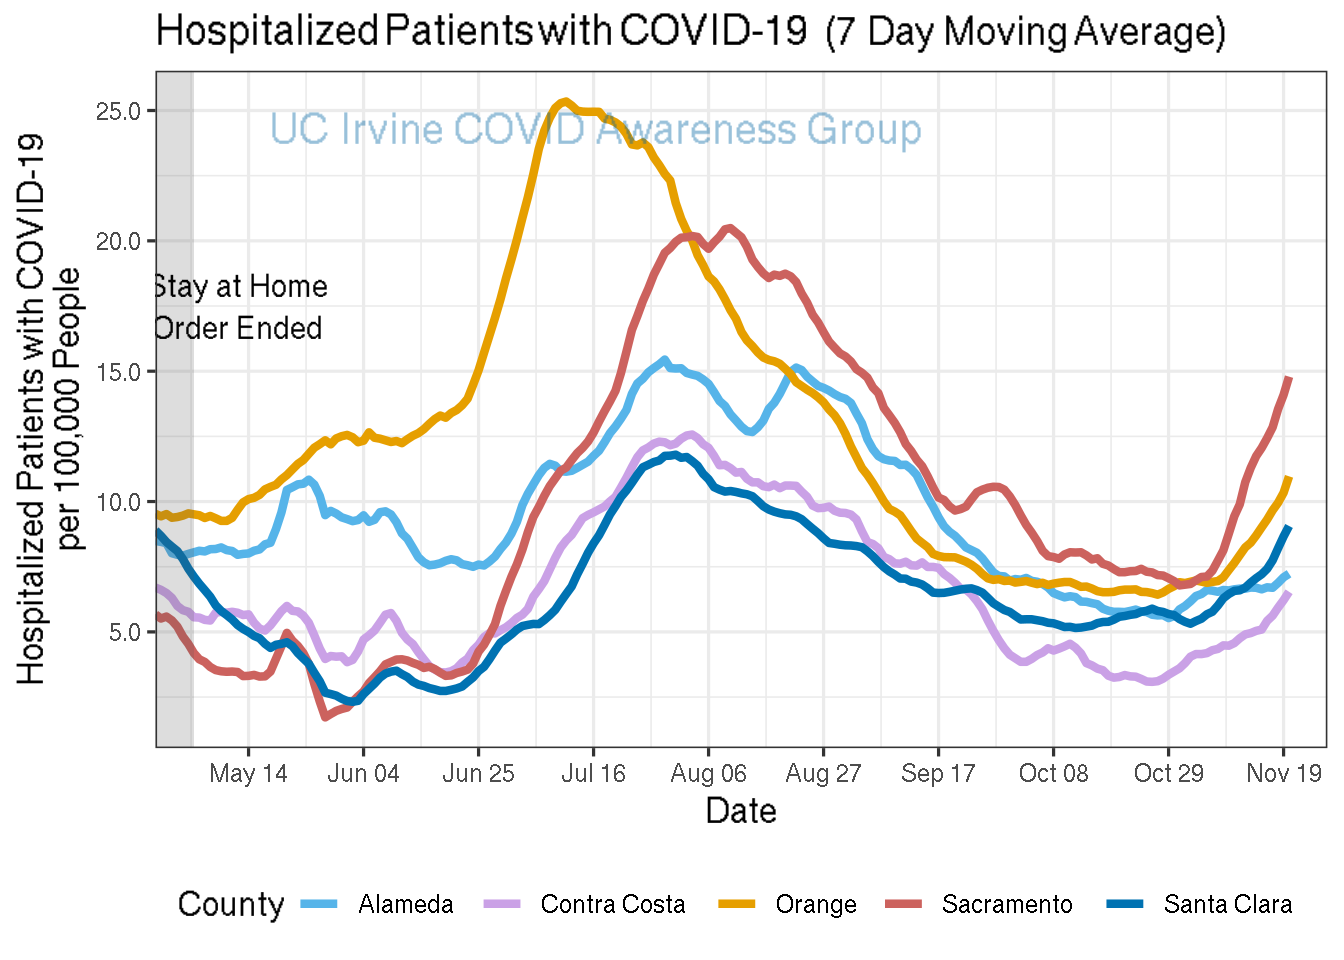 Hospitalized Patients with COVID-19 (7 Day Moving Average)
UC Irvine COVID Awareness Group
Stay at Home
Order Ended
Hospitalized Patients with COVID-19
per 100,000 People
25.0
20.0
15.0
10.0
5.0
May 14 Jun 04 Jun 25 Jul 16 Aug 06 Aug 27 Sep 17 Oct 08 Oct 29 Nov 19
Date
County Alameda Contra Costa Orange Sacramento Santa Clara